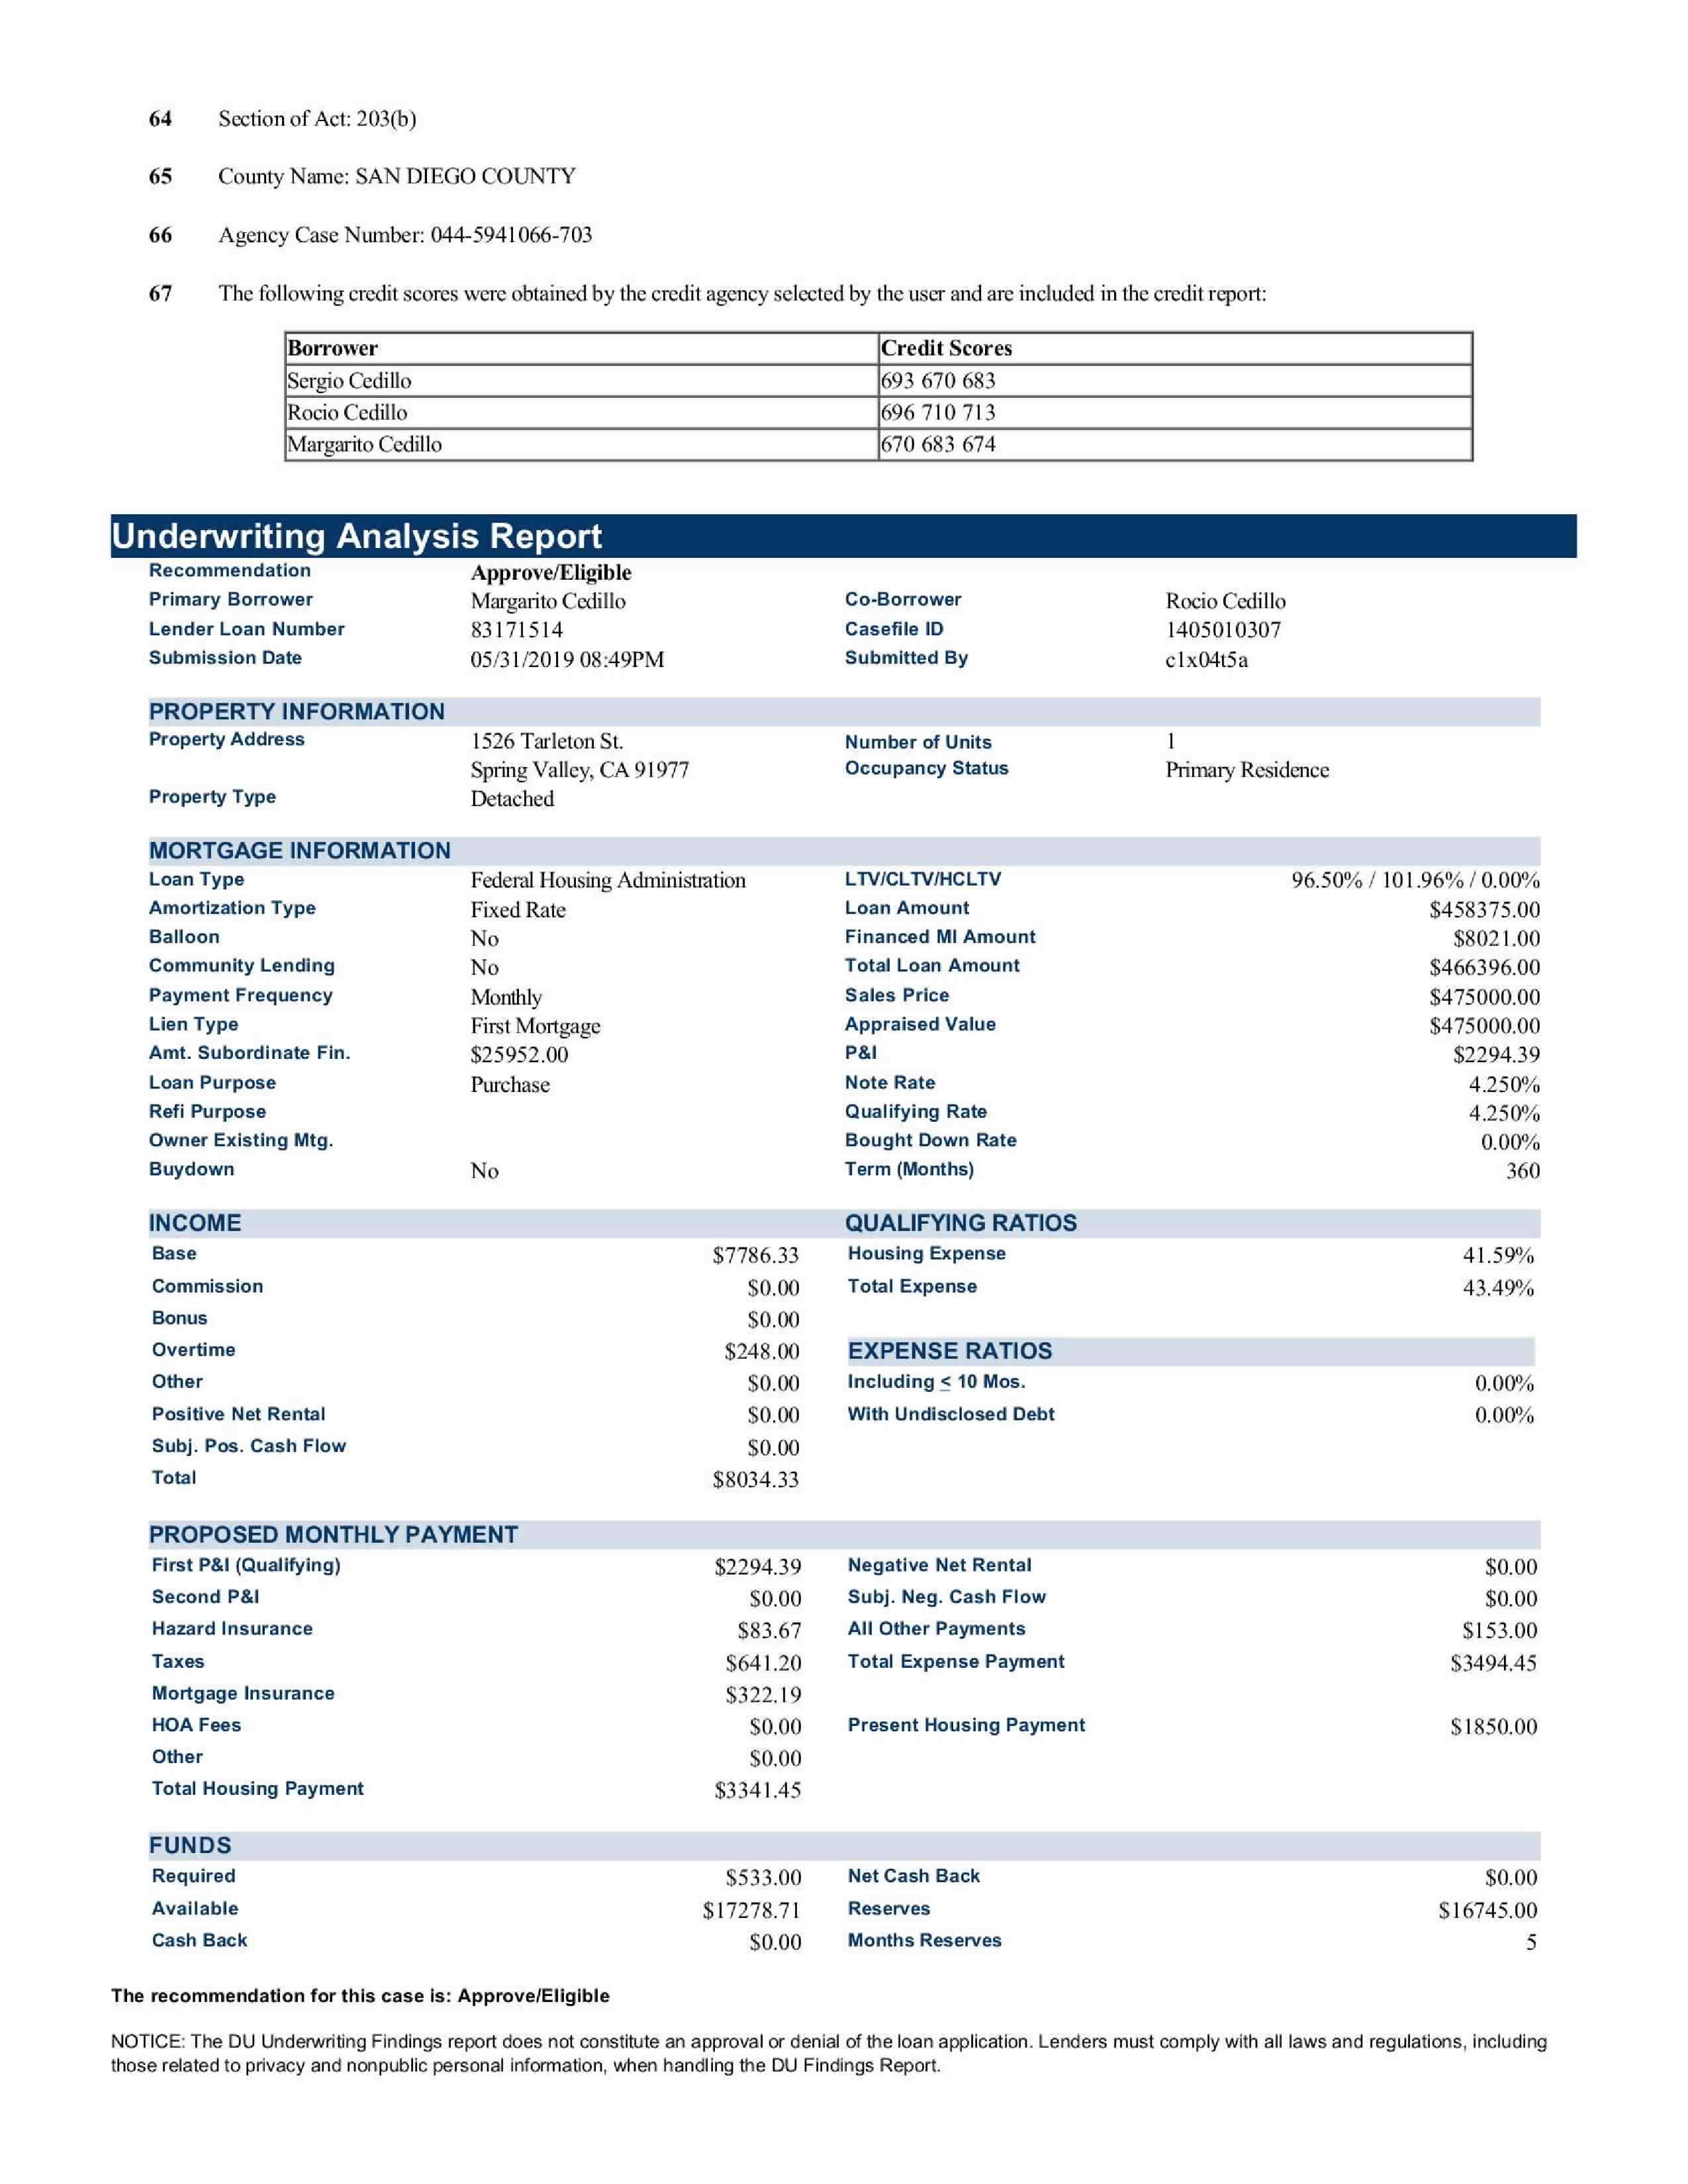 64 Section of Act: 203(b)
65 County Name: SAN DIEGO COUNTY
66 Agency Case Number: 044-5941066-703
67 The following credit scores were obtained by the credit agency selected by the user and are included in the credit report:
Borrower Credit Scores
Sergio Cedillo 693 670 683
Rocio Cedillo 696 710 713
Margarito Cedillo 670 683 674
Underwriting Analysis Report
Recommendation Approve/Eligible
Primary Borrower Margarito Cedillo Co-Borrower Rocio Cedillo
Lender Loan Number 83171514 Casefile ID 1405010307
Submission Date 05/31/2019 08:49PM Submitted By c1x04t5a
PROPERTY INFORMATION
Property Address 1526 Tarleton St. Number of Units 1
Spring Valley, CA 91977 Occupancy Status Primary Residence
Property Type Detached
MORTGAGE INFORMATION
Loan Type Federal Housing Administration LTV/CLTV/HCLTV 96.50% / 101.96% / 0.00%
Amortization Type Fixed Rate Loan Amount $458375.00
Balloon No Financed MI Amount $8021.00
Community Lending No Total Loan Amount $466396.00
Payment Frequency Monthly Sales Price $475000.00
Lien Type First Mortgage Appraised Value $475000.00
Amt. Subordinate Fin. $25952.00 P&I $2294.39
Loan Purpose Purchase Note Rate 4.250%
Refi Purpose Qualifying Rate 4.250%
Owner Existing Mtg. Bought Down Rate 0.00%
Buydown No Term (Months) 360
INCOME QUALIFYING RATIOS
Base $7786.33 Housing Expense 41.59%
Commission $0.00 Total Expense 43.49%
Bonus $0.00
Overtime $248.00 EXPENSE RATIOS
Other $0.00 Including ≤ 10 Mos. 0.00%
Positive Net Rental $0.00 With Undisclosed Debt 0.00%
Subj. Pos. Cash Flow $0.00
Total $8034.33
PROPOSED MONTHLY PAYMENT
First P&I (Qualifying) $2294.39 Negative Net Rental $0.00
Second P&I $0.00 Subj. Neg. Cash Flow $0.00
Hazard Insurance $83.67 All Other Payments $153.00
Taxes $641.20 Total Expense Payment $3494.45
Mortgage Insurance $322.19
HOA Fees $0.00 Present Housing Payment $1850.00
Other $0.00
Total Housing Payment $3341.45
FUNDS
Required $533.00 Net Cash Back $0.00
Available $17278.71 Reserves $16745.00
Cash Back $0.00 Months Reserves 5
The recommendation for this case is: Approve/Eligible
NOTICE: The DU Underwriting Findings report does not constitute an approval or denial of the loan application. Lenders must comply with all laws and regulations, including
those related to privacy and nonpublic personal information, when handling the DU Findings Report.